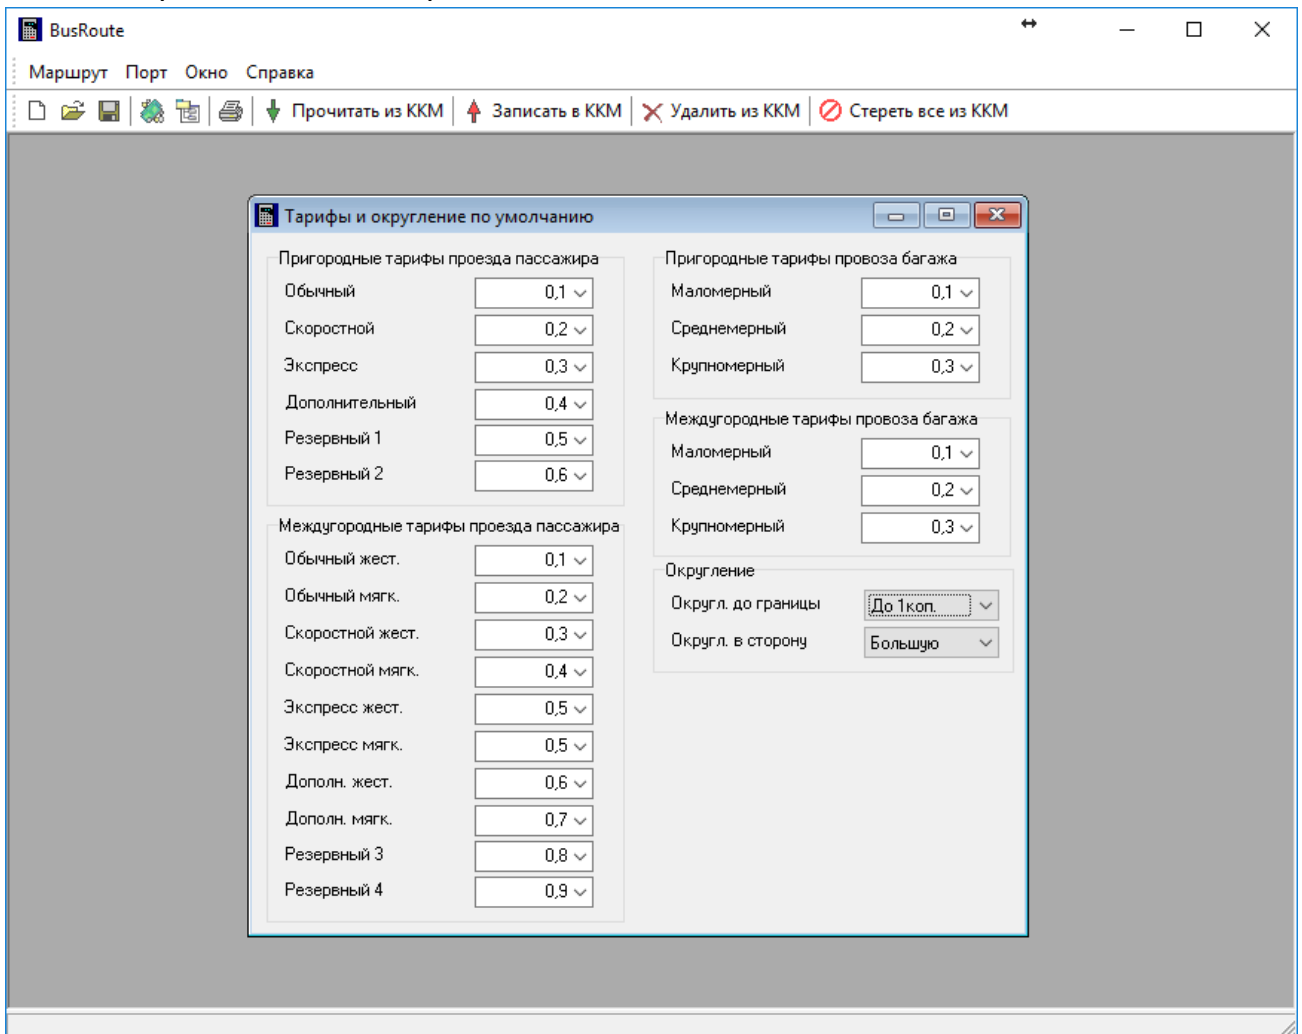 BusRoute
Маршрут Порт Окно Справка
Прочитать из ККМ Записать в ККМ Удалить из ККМ Стереть все из ККМ
Тарифы и округление по умолчанию
Пригородные тарифы проезда пассажира
Обычный 0,1
Скоростной 0,2
Экспресс 0,3
Дополнительный 0,4
Резервный 1 0,5
Резервный 2 0,6
Междугородные тарифы проезда пассажира
Обычный жест. 0,1
Обычный мягк. 0,2
Скоростной жест. 0,3
Скоростной мягк. 0,4
Экспресс жест. 0,5
Экспресс мягк. 0,5
Дополн. жест. 0,6
Дополн. мягк. 0,7
Резервный 3 0,8
Резервный 4 0,9
Пригородные тарифы провоза багажа
Маломерный 0,1
Среднемерный 0,2
Крупномерный 0,3
Междугородные тарифы провоза багажа
Маломерный 0,1
Среднемерный 0,2
Крупномерный 0,3
Округление
Округл. до границы До 1коп.
Округл. в сторону Большую